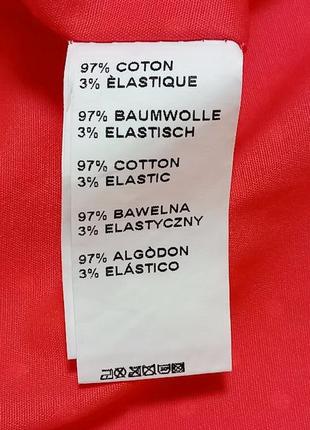 97% COTON
3% ÈLASTIQUE
97% BAUMWOLLE
3% ELASTISCH
97% COTTON
3% ELASTIC
97% BAWELNA
3% ELASTYCZNY
97% ALGÒDON
3% ELÁSTICO